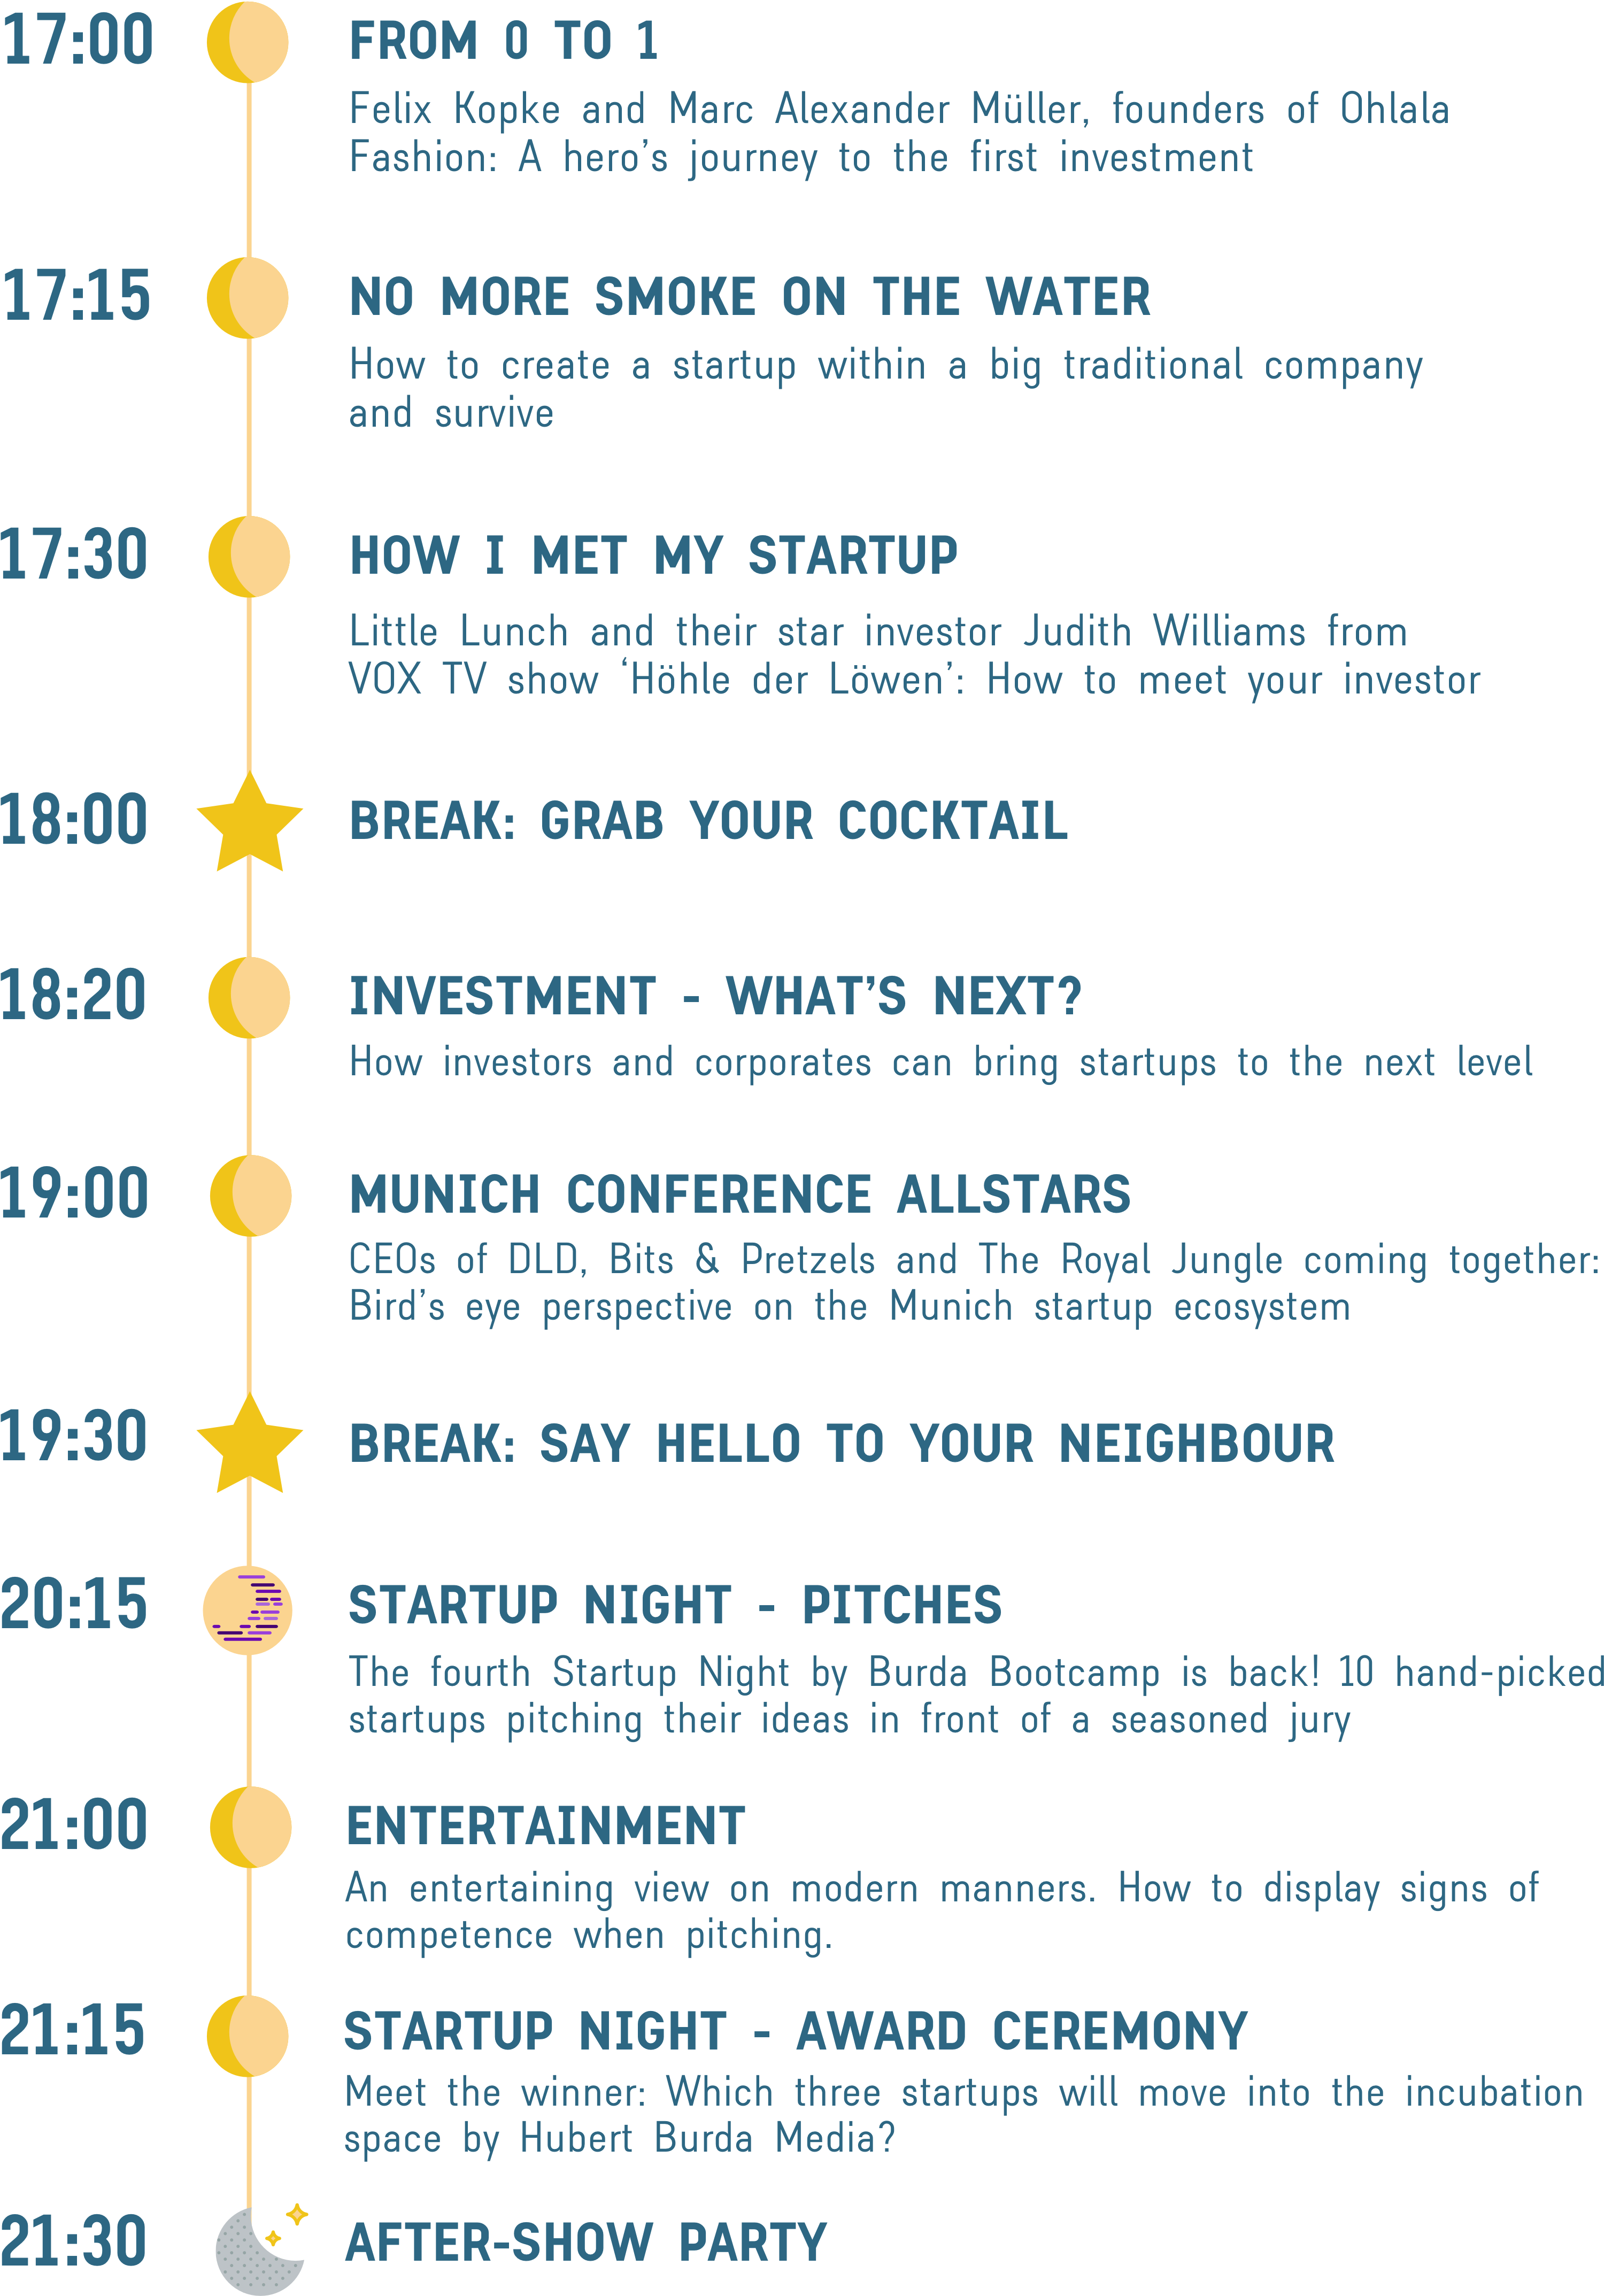 17:00 FROM 0 TO 1
Felix Kopke and Marc Alexander Müller, founders of Ohlala
Fashion: A hero’s journey to the first investment
17:15 NO MORE SMOKE ON THE WATER
How to create a startup within a big traditional company
and survive
17:30 HOW I MET MY STARTUP
Little Lunch and their star investor Judith Williams from
VOX TV show ‘Höhle der Löwen’: How to meet your investor
18:00 BREAK: GRAB YOUR COCKTAIL
18:20 INVESTMENT - WHAT’S NEXT?
How investors and corporates can bring startups to the next level
19:00 MUNICH CONFERENCE ALLSTARS
CEOs of DLD, Bits & Pretzels and The Royal Jungle coming together:
Bird’s eye perspective on the Munich startup ecosystem
19:30 BREAK: SAY HELLO TO YOUR NEIGHBOUR
20:15 STARTUP NIGHT - PITCHES
The fourth Startup Night by Burda Bootcamp is back! 10 hand-picked
startups pitching their ideas in front of a seasoned jury
21:00 ENTERTAINMENT
An entertaining view on modern manners. How to display signs of
competence when pitching.
21:15 STARTUP NIGHT - AWARD CEREMONY
Meet the winner: Which three startups will move into the incubation
space by Hubert Burda Media?
21:30 AFTER-SHOW PARTY